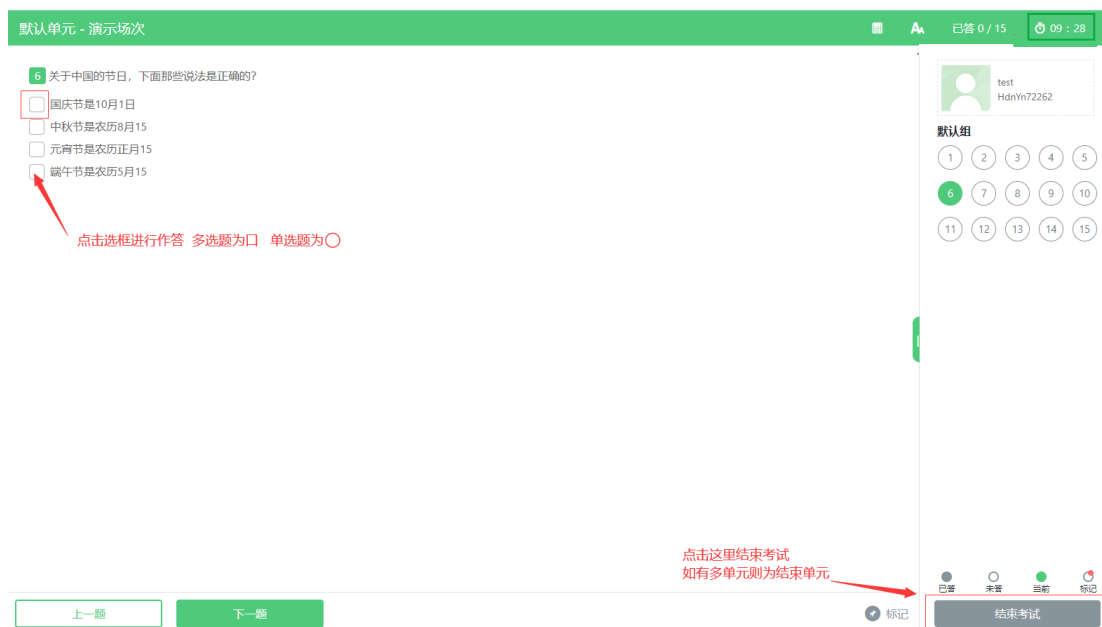 默认单元 - 演示场次
已答 0 / 15
09 : 28
6 关于中国的节日，下面那些说法是正确的?
国庆节是10月1日
中秋节是农历8月15
元宵节是农历正月15
端午节是农历5月15
点击选框进行作答 多选题为口 单选题为〇
test
HdnYn72262
默认组
1 2 3 4 5
6 7 8 9 10
11 12 13 14 15
点击这里结束考试
如有多单元则为结束单元
已答 未答 当前 标记
上一题 下一题 标记 结束考试